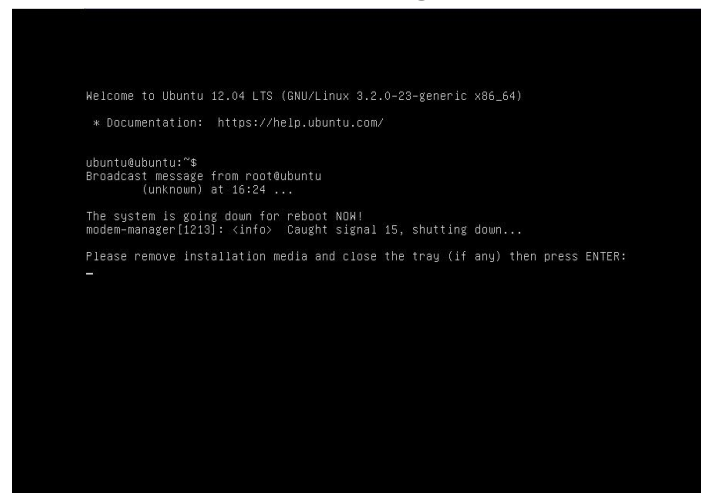 Welcome to Ubuntu 12.04 LTS (GNU/Linux 3.2.0-23-generic x86_64)
* Documentation:  https://help.ubuntu.com/
ubuntu@ubuntu:~$
Broadcast message from root@ubuntu
(unknown) at 16:24 ...
The system is going down for reboot NOW!
modem-manager[1213]: <info>  Caught signal 15, shutting down...
Please remove installation media and close the tray (if any) then press ENTER: